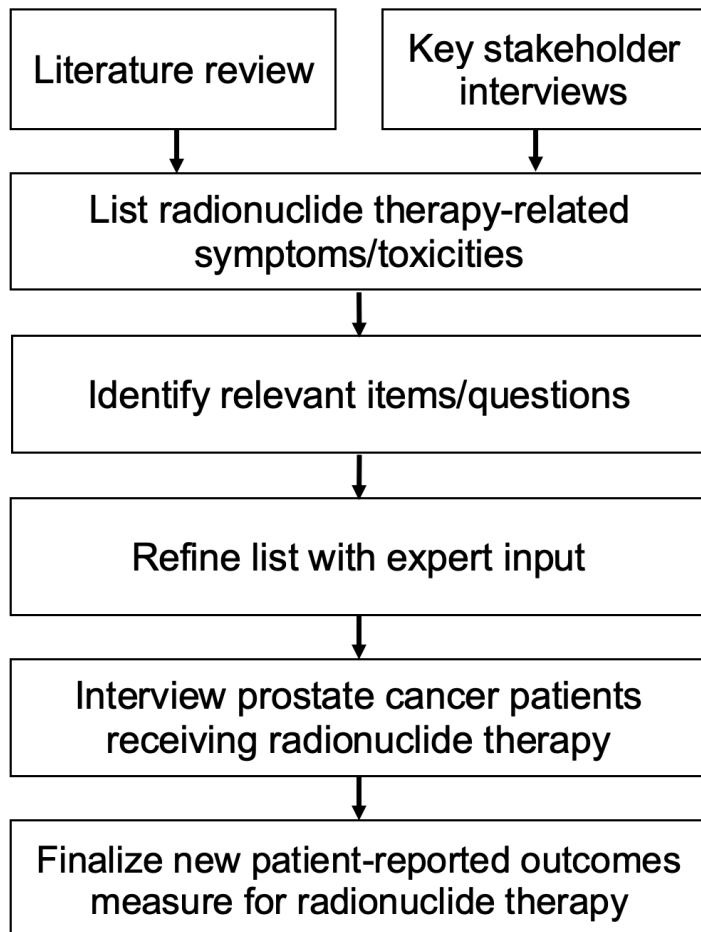 Literature review
Key stakeholder
interviews
List radionuclide therapy-related
symptoms/toxicities
Identify relevant items/questions
Refine list with expert input
Interview prostate cancer patients
receiving radionuclide therapy
Finalize new patient-reported outcomes
measure for radionuclide therapy